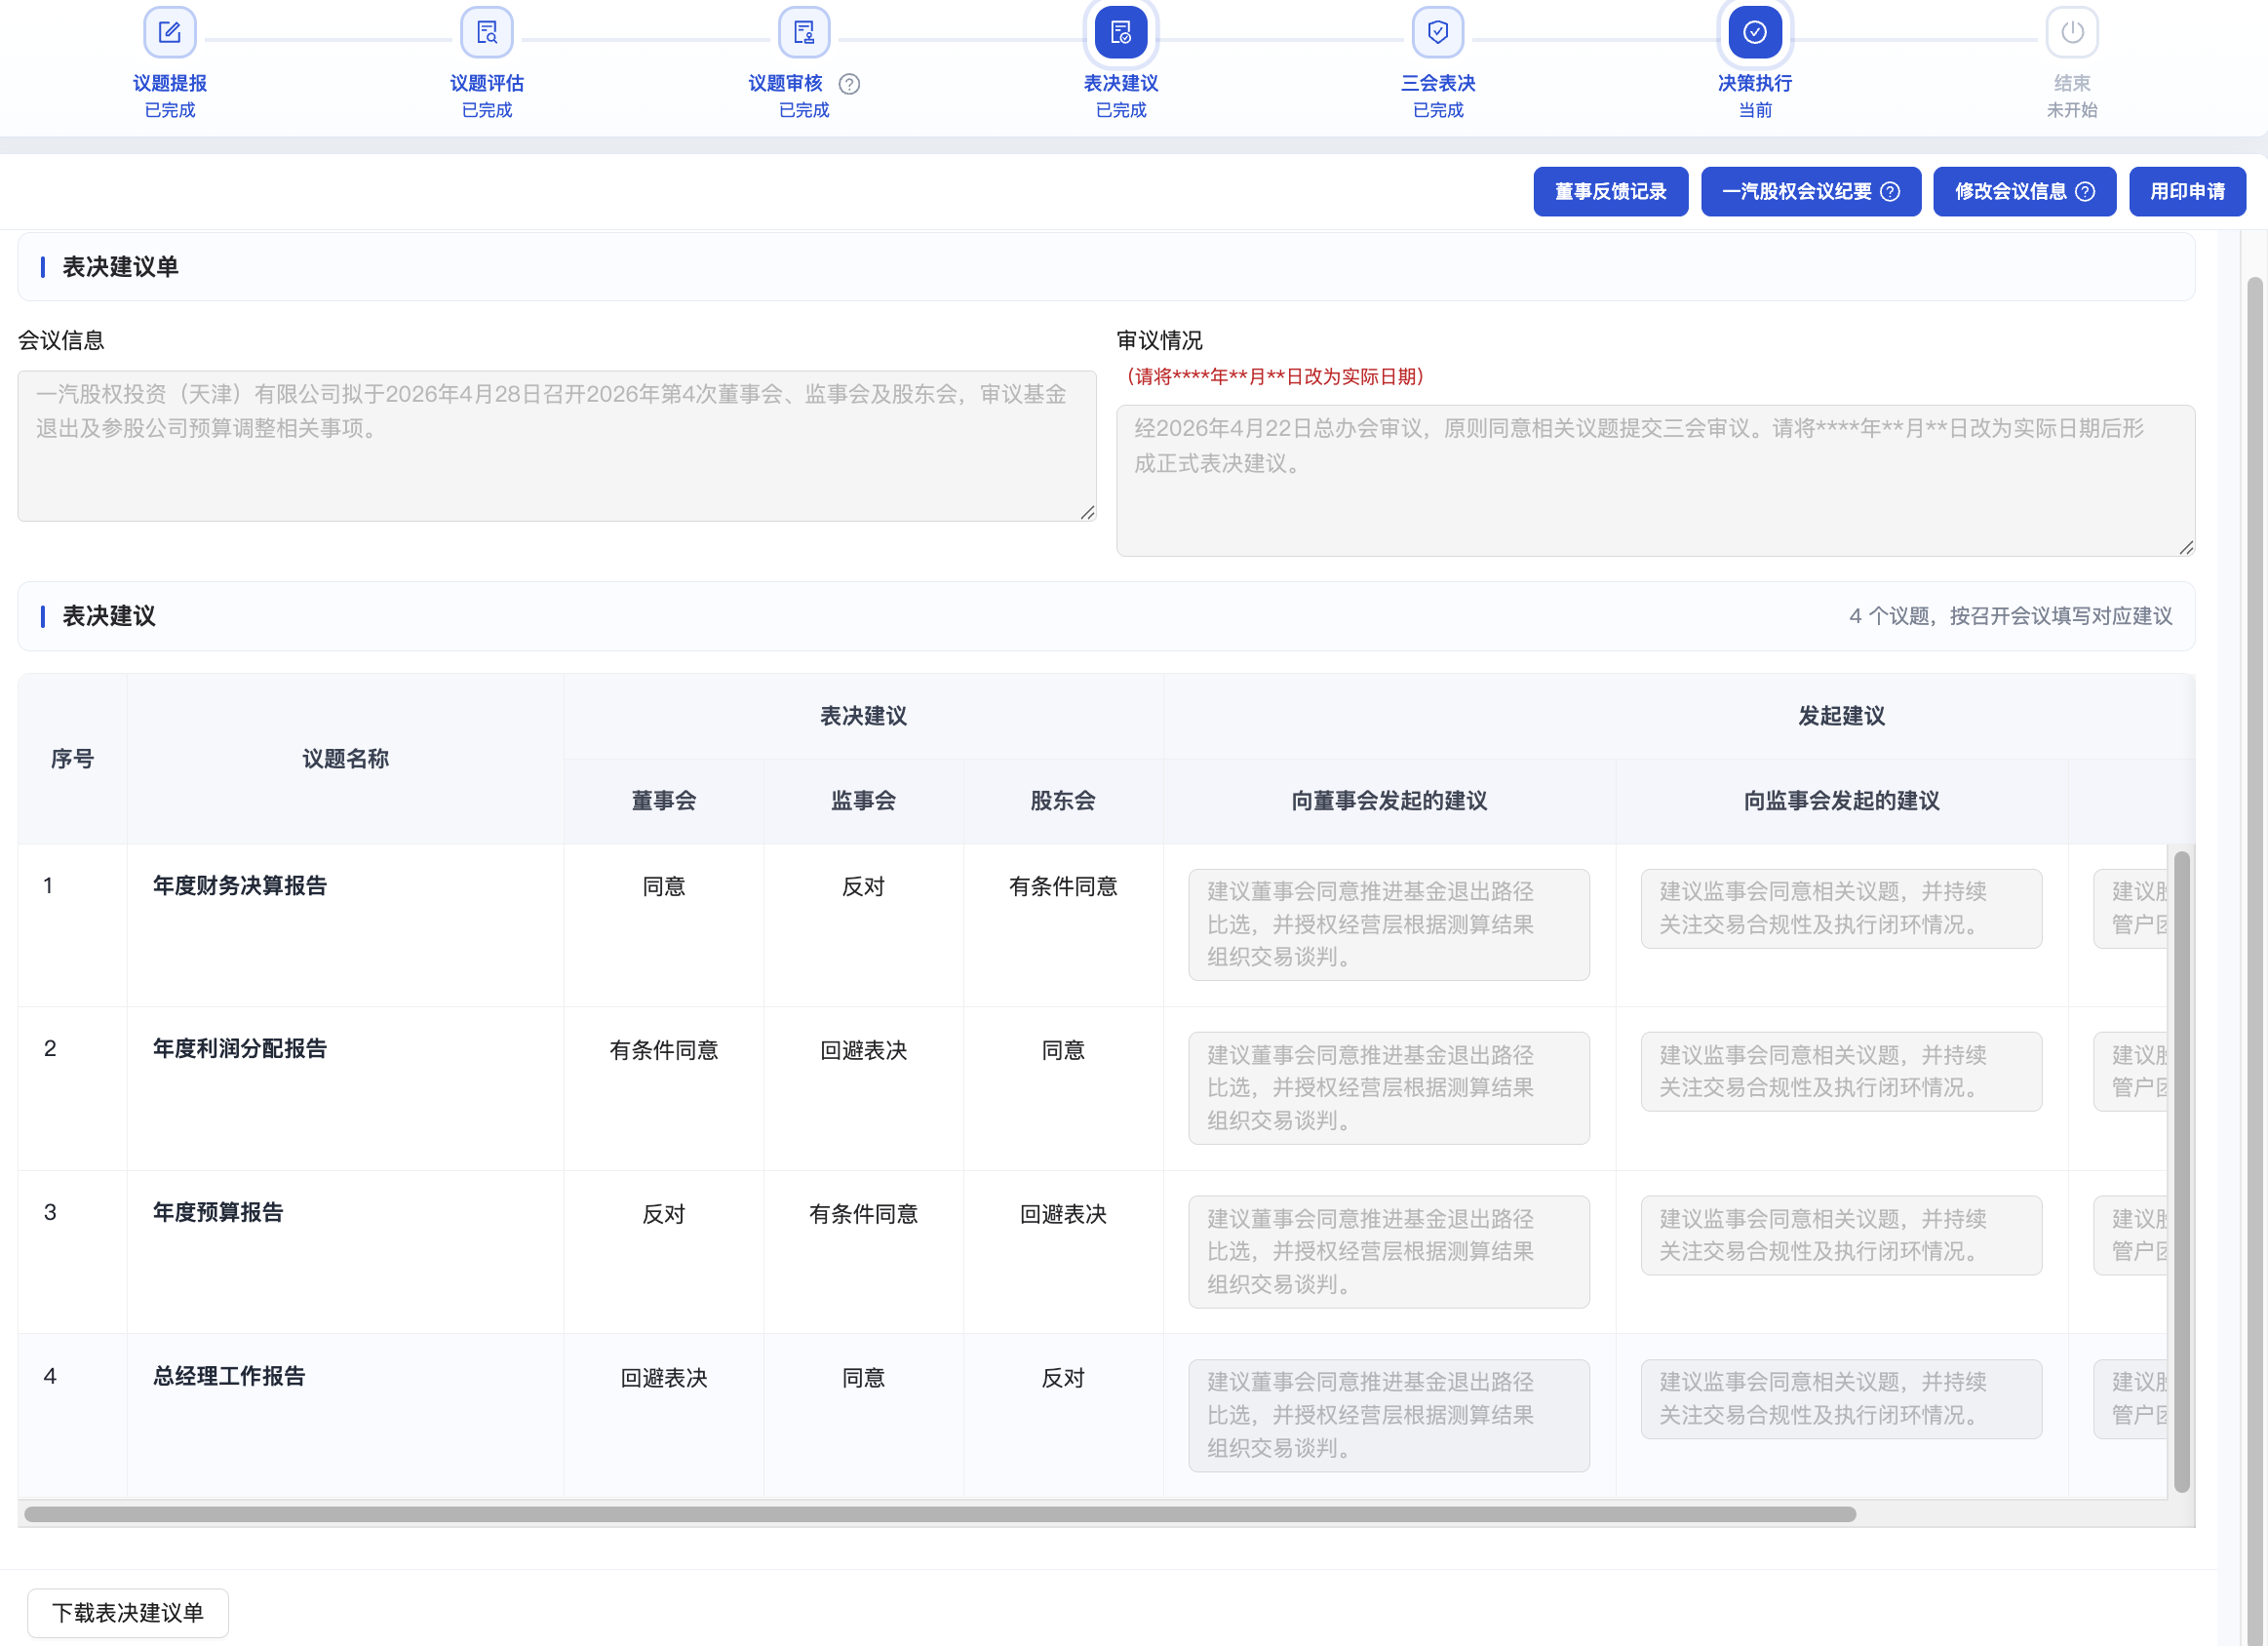 议题提报
已完成
议题评估
已完成
议题审核
已完成
表决建议
已完成
三会表决
已完成
决策执行
当前
结束
未开始
董事反馈记录
一汽股权会议纪要
修改会议信息
用印申请
表决建议单
会议信息
一汽股权投资（天津）有限公司拟于2026年4月28日召开2026年第4次董事会、监事会及股东会，审议基金
退出及参股公司预算调整相关事项。
审议情况
（请将****年**月**日改为实际日期）
经2026年4月22日总办会审议，原则同意相关议题提交三会审议。请将****年**月**日改为实际日期后形
成正式表决建议。
表决建议
4 个议题，按召开会议填写对应建议
序号
议题名称
表决建议
发起建议
董事会
监事会
股东会
向董事会发起的建议
向监事会发起的建议
1
年度财务决算报告
同意
反对
有条件同意
建议董事会同意推进基金退出路径
比选，并授权经营层根据测算结果
组织交易谈判。
建议监事会同意相关议题，并持续
关注交易合规性及执行闭环情况。
建议
管户
2
年度利润分配报告
有条件同意
回避表决
同意
建议董事会同意推进基金退出路径
比选，并授权经营层根据测算结果
组织交易谈判。
建议监事会同意相关议题，并持续
关注交易合规性及执行闭环情况。
建议
管户
3
年度预算报告
反对
有条件同意
回避表决
建议董事会同意推进基金退出路径
比选，并授权经营层根据测算结果
组织交易谈判。
建议监事会同意相关议题，并持续
关注交易合规性及执行闭环情况。
建议
管户
4
总经理工作报告
回避表决
同意
反对
建议董事会同意推进基金退出路径
比选，并授权经营层根据测算结果
组织交易谈判。
建议监事会同意相关议题，并持续
关注交易合规性及执行闭环情况。
建议
管户
下载表决建议单